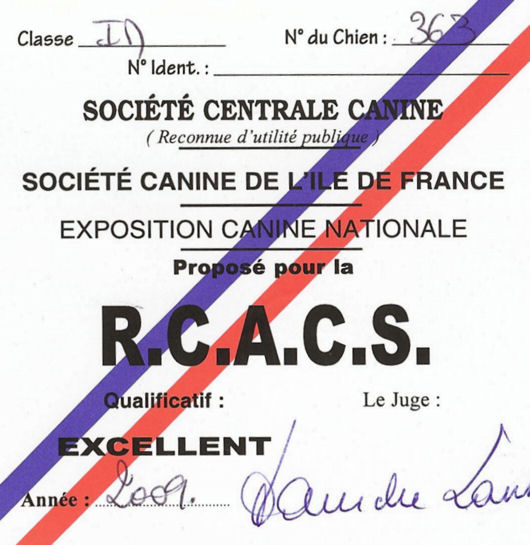 Classe ID N° du Chien : 363
N° Ident. :
SOCIÉTÉ CENTRALE CANINE
( Reconnue d'utilité publique )
SOCIÉTÉ CANINE DE L'ILE DE FRANCE
EXPOSITION CANINE NATIONALE
Proposé pour la
R.C.A.C.S.
Qualificatif : Le Juge :
EXCELLENT
Année : 2009.